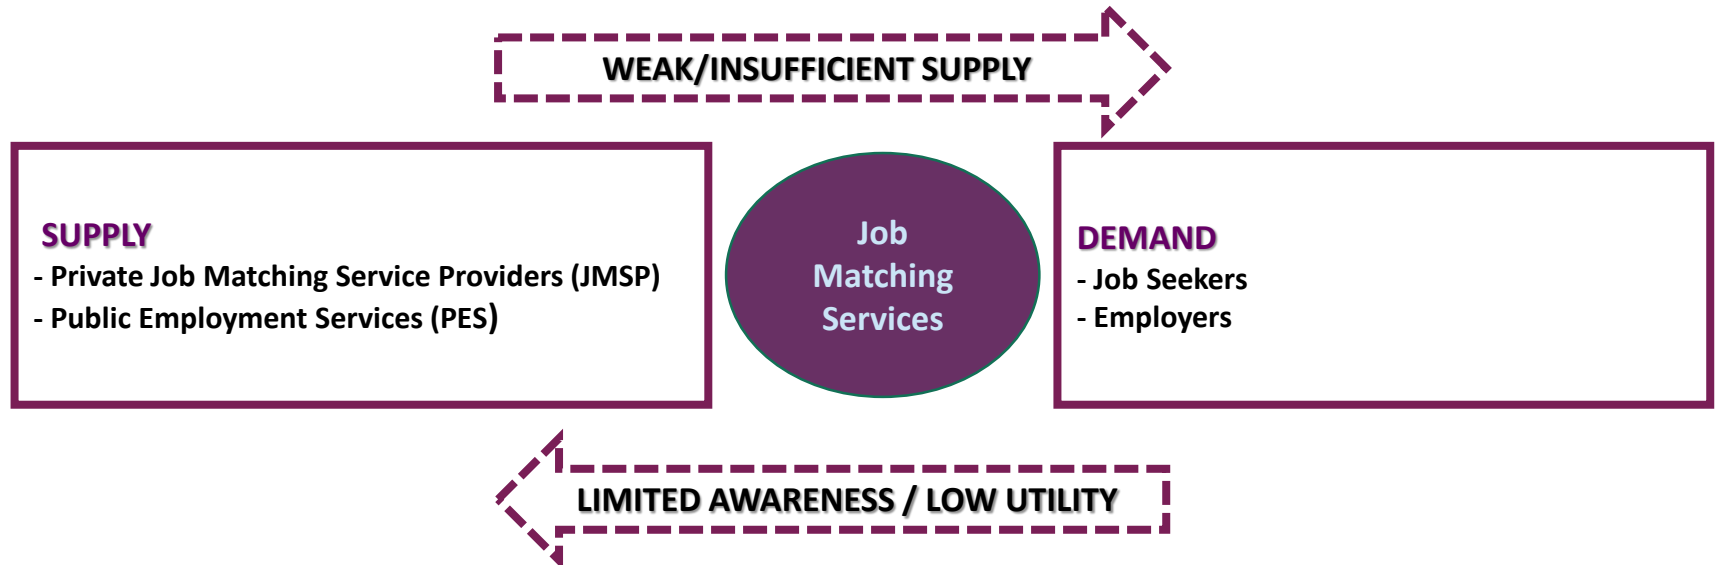 WEAK/INSUFFICIENT SUPPLY
SUPPLY
- Private Job Matching Service Providers (JMSP)
- Public Employment Services (PES)
Job
Matching
Services
DEMAND
- Job Seekers
- Employers
LIMITED AWARENESS / LOW UTILITY